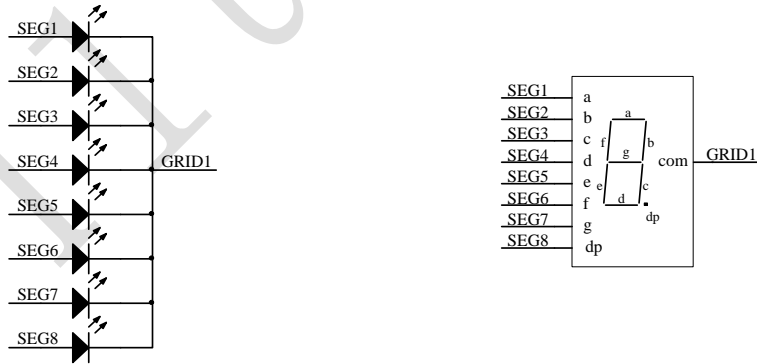 SEG1
SEG2
SEG3
SEG4
SEG5
SEG6
SEG7
SEG8
GRID1
SEG1
SEG2
SEG3
SEG4
SEG5
SEG6
SEG7
SEG8
a
b
c
d
e
f
g
dp
a
f
b
g
e
c
d
dp
com
GRID1